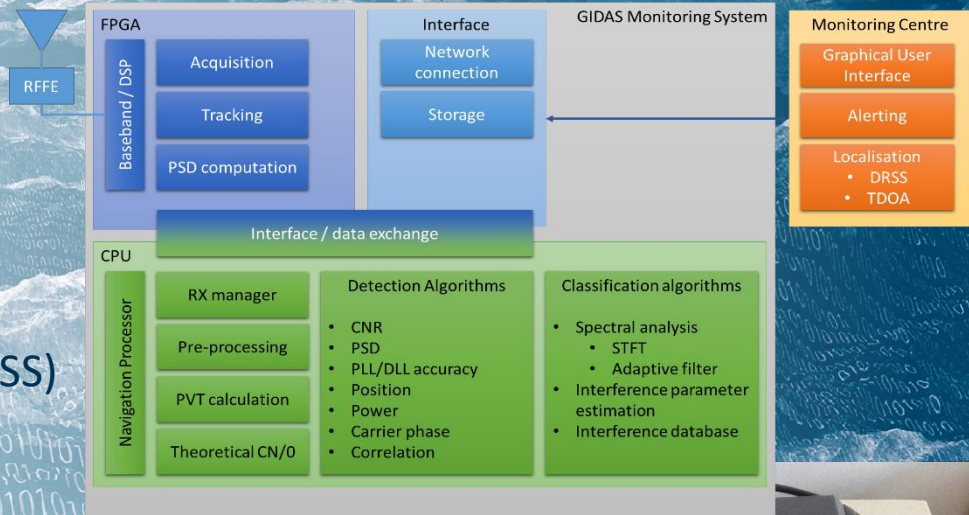 GIDAS Monitoring System
RFFE
FPGA
Baseband / DSP
Acquisition
Tracking
PSD computation
Interface
Network
connection
Storage
Monitoring Centre
Graphical User
Interface
Alerting
Localisation
• DRSS
• TDOA
Interface / data exchange
CPU
Navigation Processor
RX manager
Pre-processing
PVT calculation
Theoretical CN/0
Detection Algorithms
• CNR
• PSD
• PLL/DLL accuracy
• Position
• Power
• Carrier phase
• Correlation
Classification algorithms
• Spectral analysis
• STFT
• Adaptive filter
• Interference parameter
estimation
• Interference database
SS)